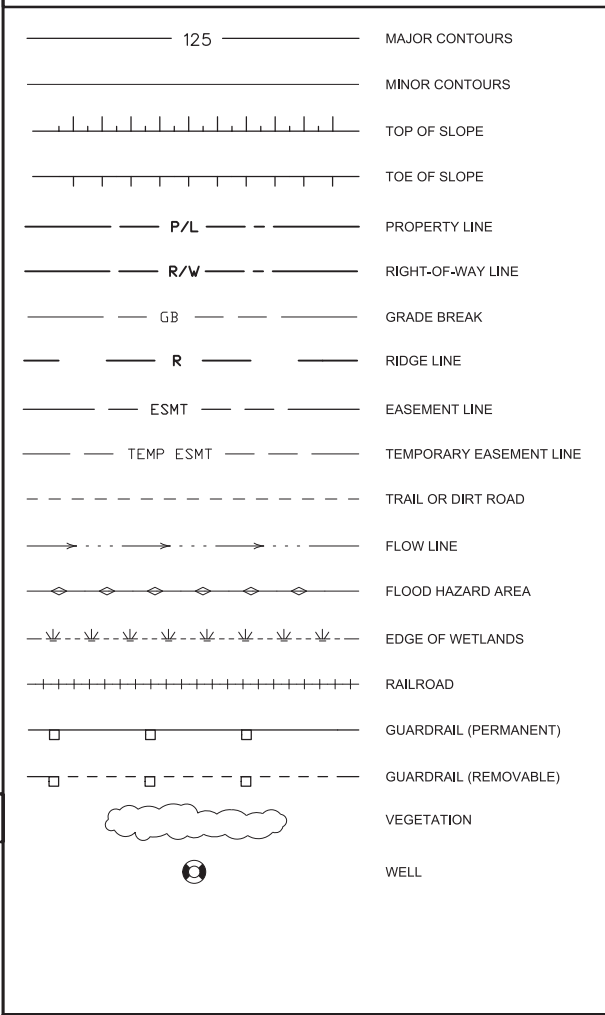 125 MAJOR CONTOURS
MINOR CONTOURS
TOP OF SLOPE
TOE OF SLOPE
P/L PROPERTY LINE
R/W RIGHT-OF-WAY LINE
GB GRADE BREAK
R RIDGE LINE
ESMT EASEMENT LINE
TEMP ESMT TEMPORARY EASEMENT LINE
TRAIL OR DIRT ROAD
FLOW LINE
FLOOD HAZARD AREA
EDGE OF WETLANDS
RAILROAD
GUARDRAIL (PERMANENT)
GUARDRAIL (REMOVABLE)
VEGETATION
WELL